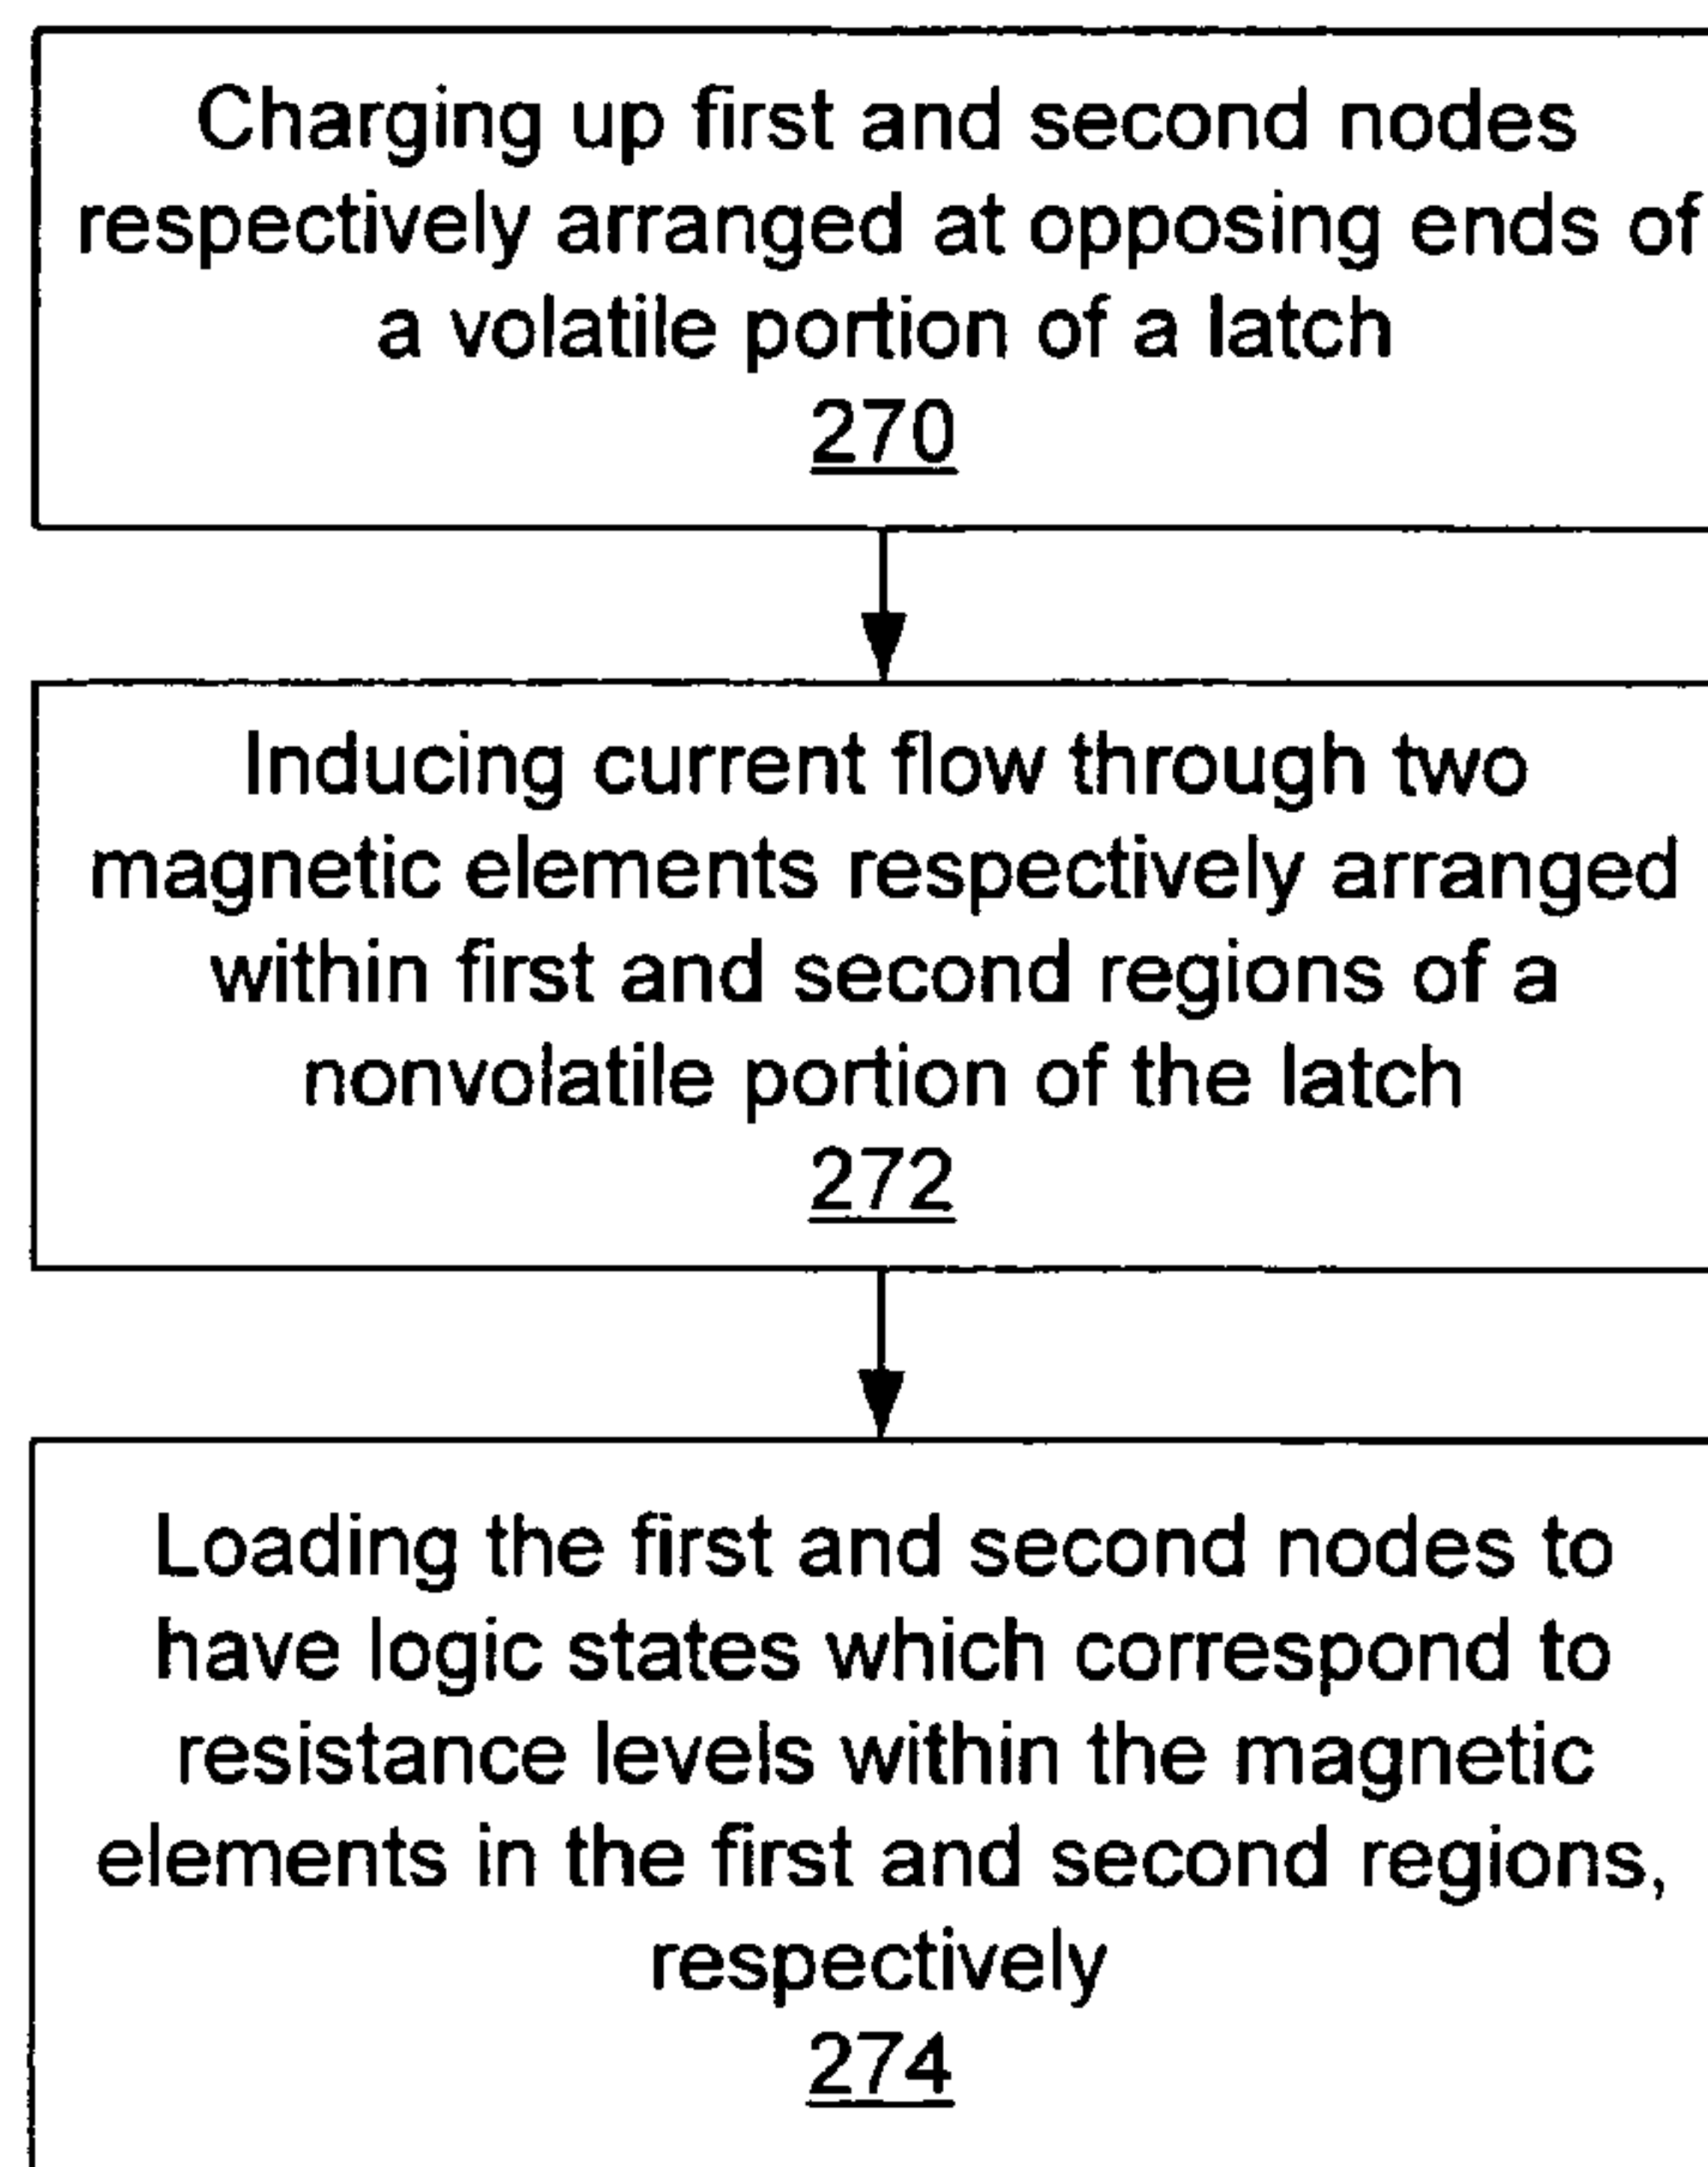 Charging up first and second nodes
respectively arranged at opposing ends of
a volatile portion of a latch
270
Inducing current flow through two
magnetic elements respectively arranged
within first and second regions of a
nonvolatile portion of the latch
272
Loading the first and second nodes to
have logic states which correspond to
resistance levels within the magnetic
elements in the first and second regions,
respectively
274